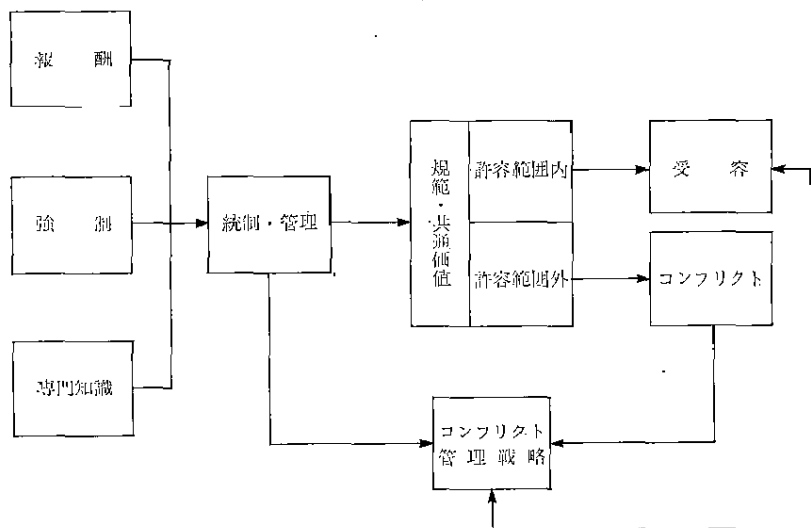 報酬
強制
専門知識
統制・管理
規範・共通価値
許容範囲内
許容範囲外
受容
コンフリクト
コンフリクト
管理戦略